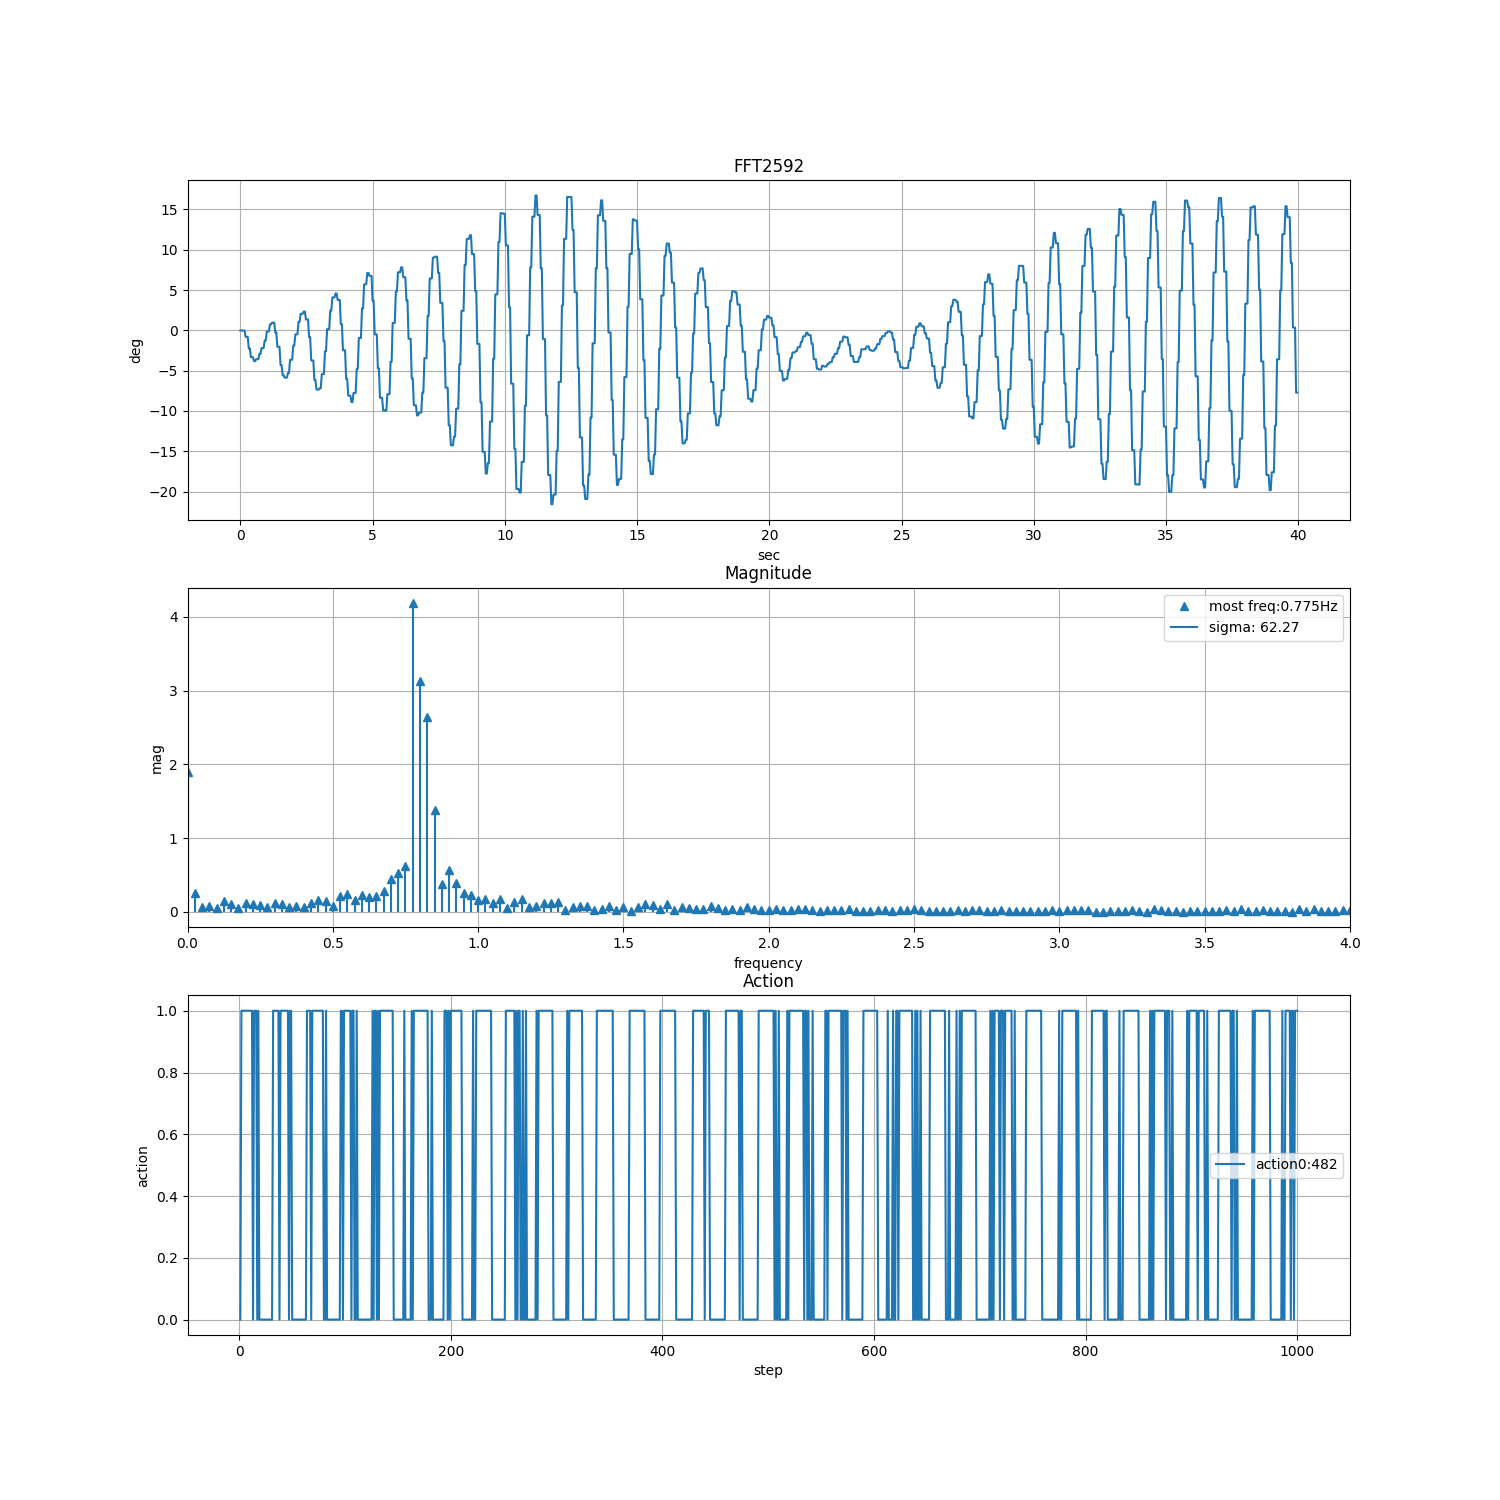 FFT2592
15
10
5
0
−5
−10
−15
−20
deg
0 5 10 15 20 25 30 35 40
sec
Magnitude
4
3
2
1
0
mag
most freq:0.775Hz
sigma: 62.27
0.0 0.5 1.0 1.5 2.0 2.5 3.0 3.5 4.0
frequency
Action
1.0
0.8
0.6
0.4
0.2
0.0
action
action0:482
0 200 400 600 800 1000
step